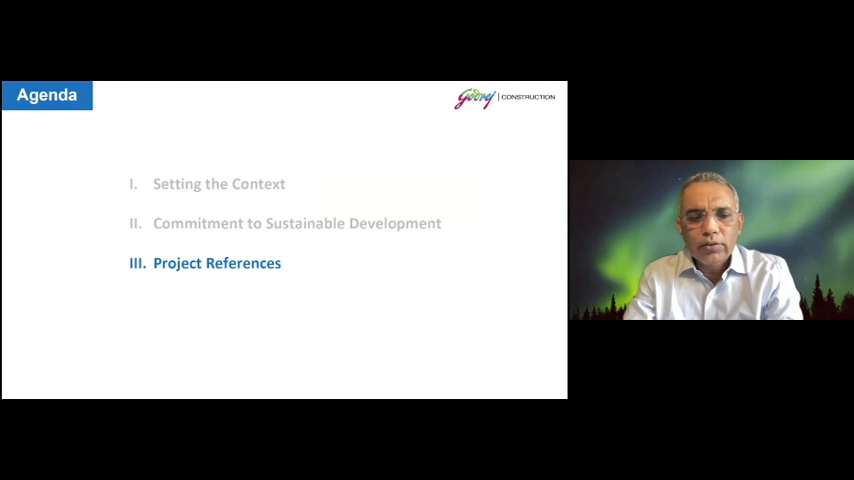 Agenda
Godrej | CONSTRUCTION
I. Setting the Context
II. Commitment to Sustainable Development
III. Project References